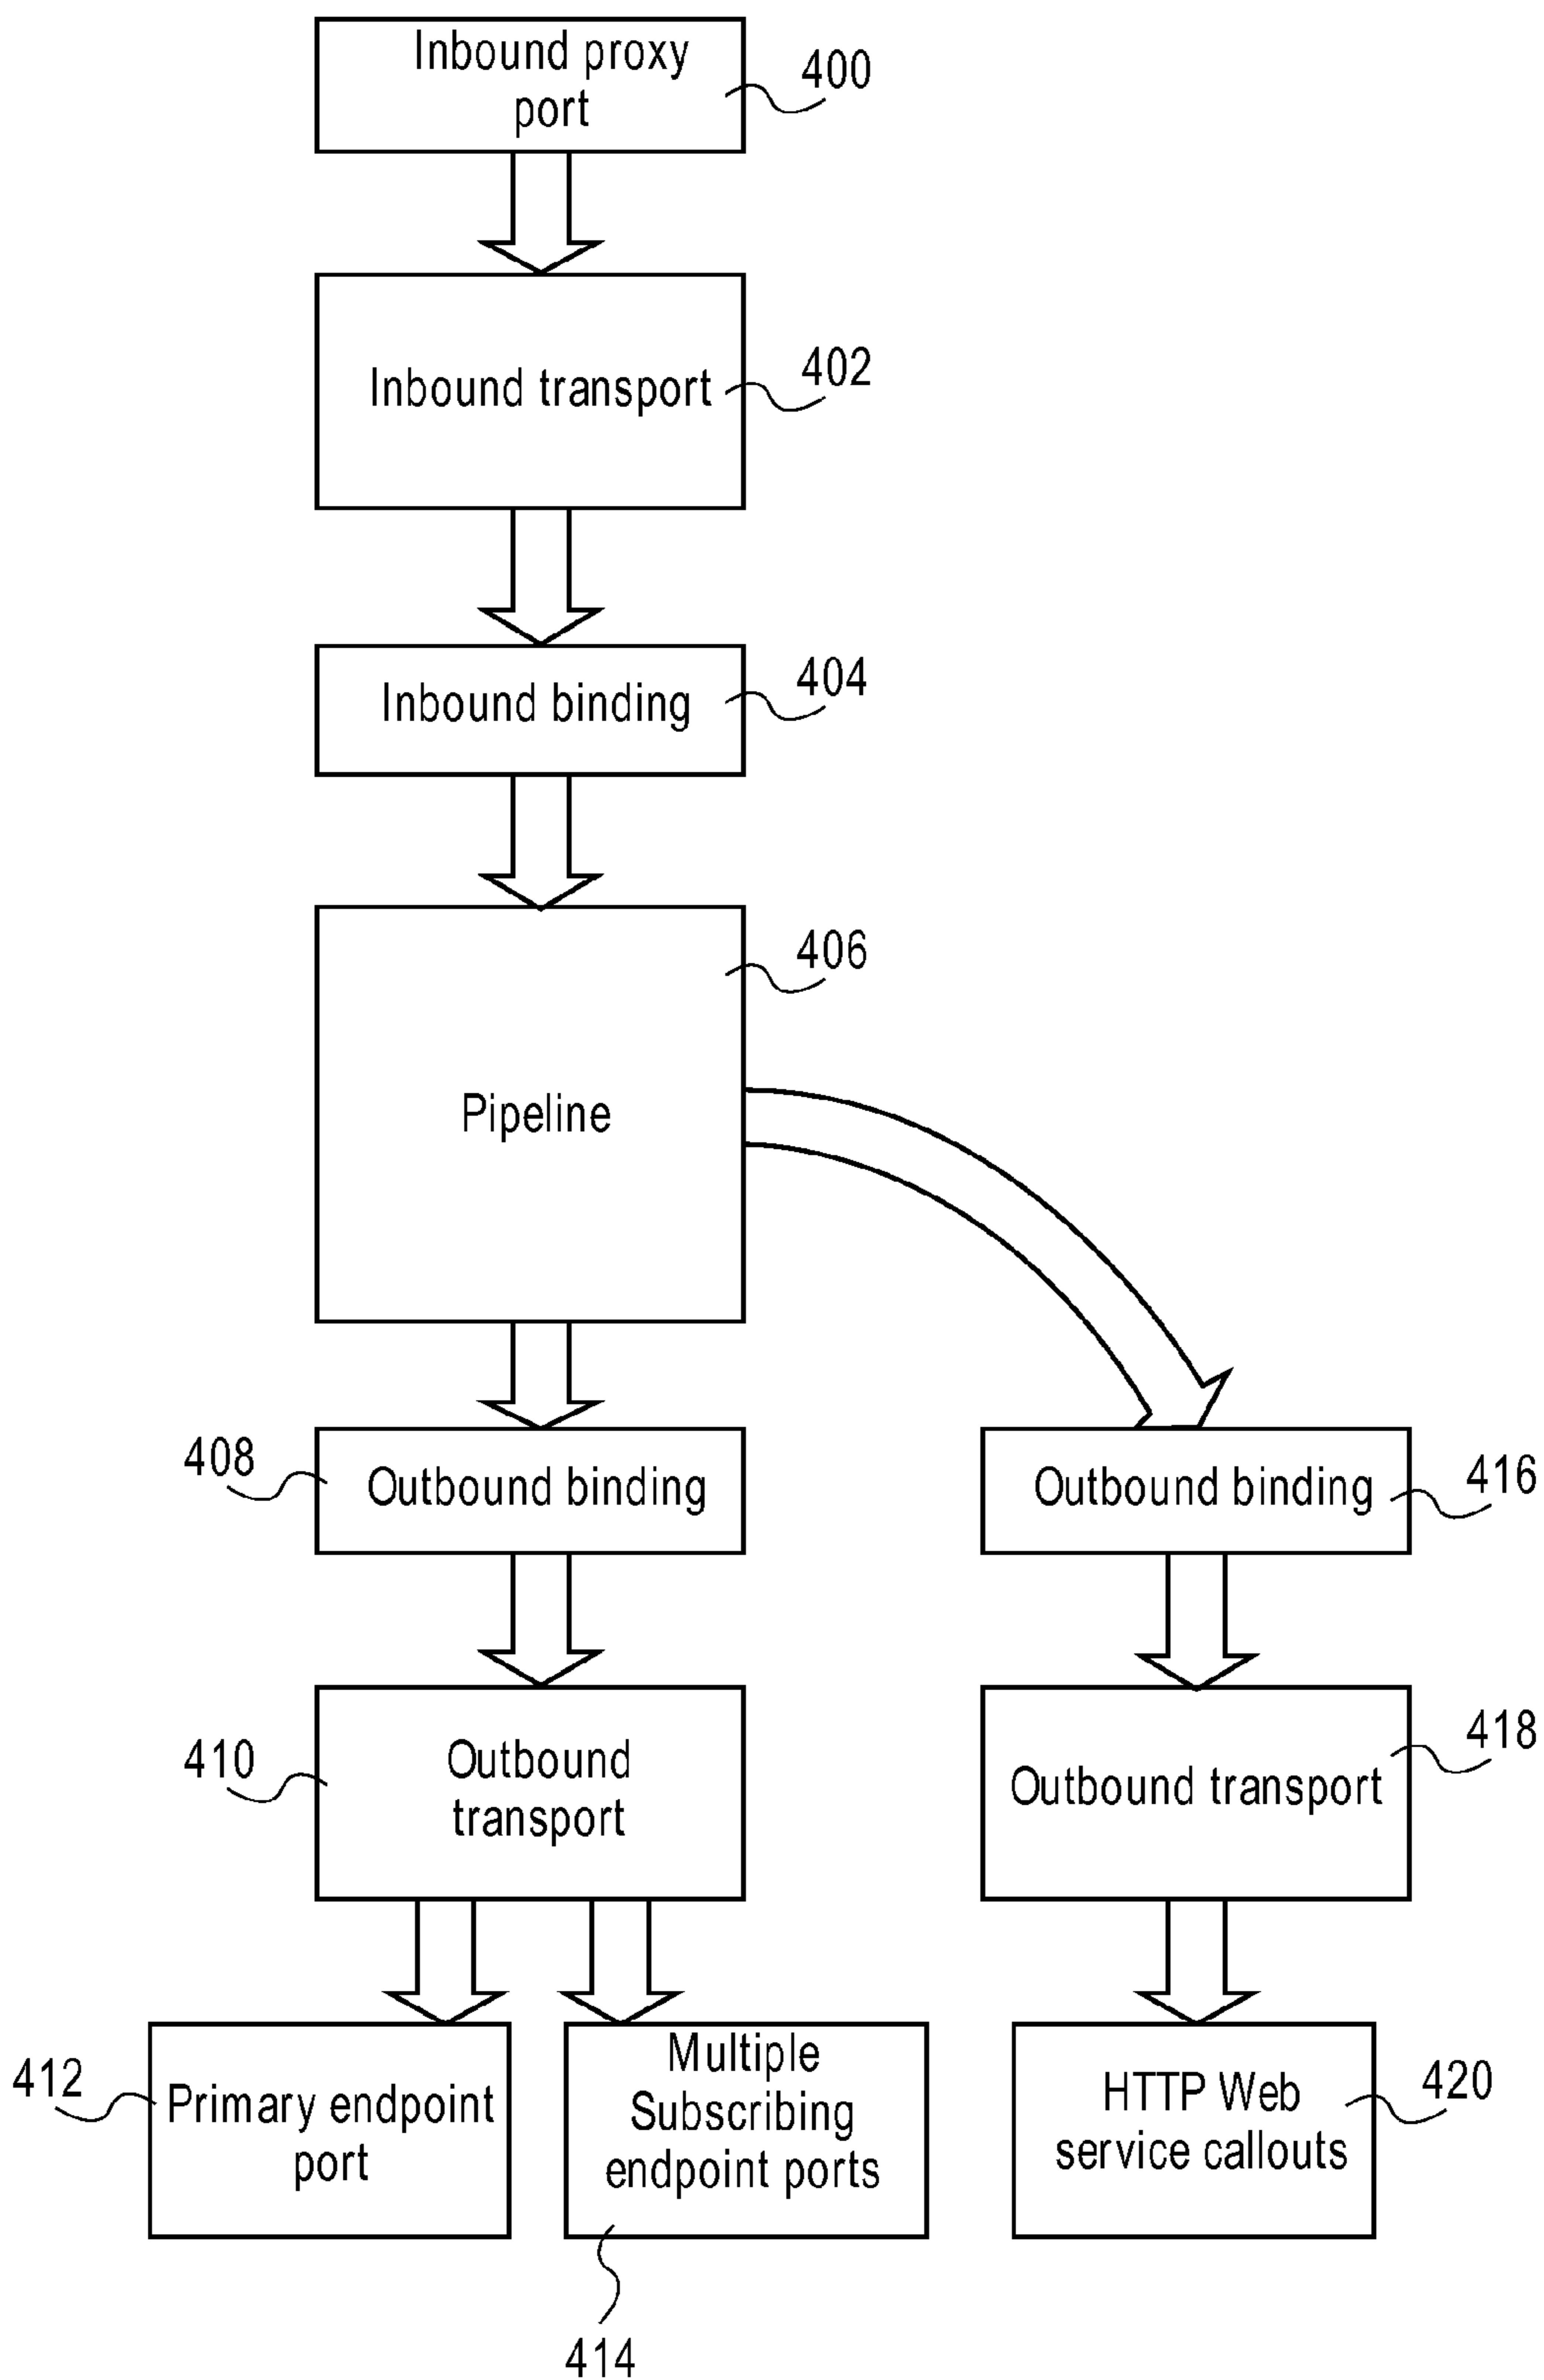 Inbound proxy
port
400
Inbound transport
402
Inbound binding
404
406
Pipeline
408
Outbound binding
Outbound binding
416
410
Outbound
transport
Outbound transport
418
412
Primary endpoint
port
Multiple
Subscribing
endpoint ports
HTTP Web
service callouts
420
414